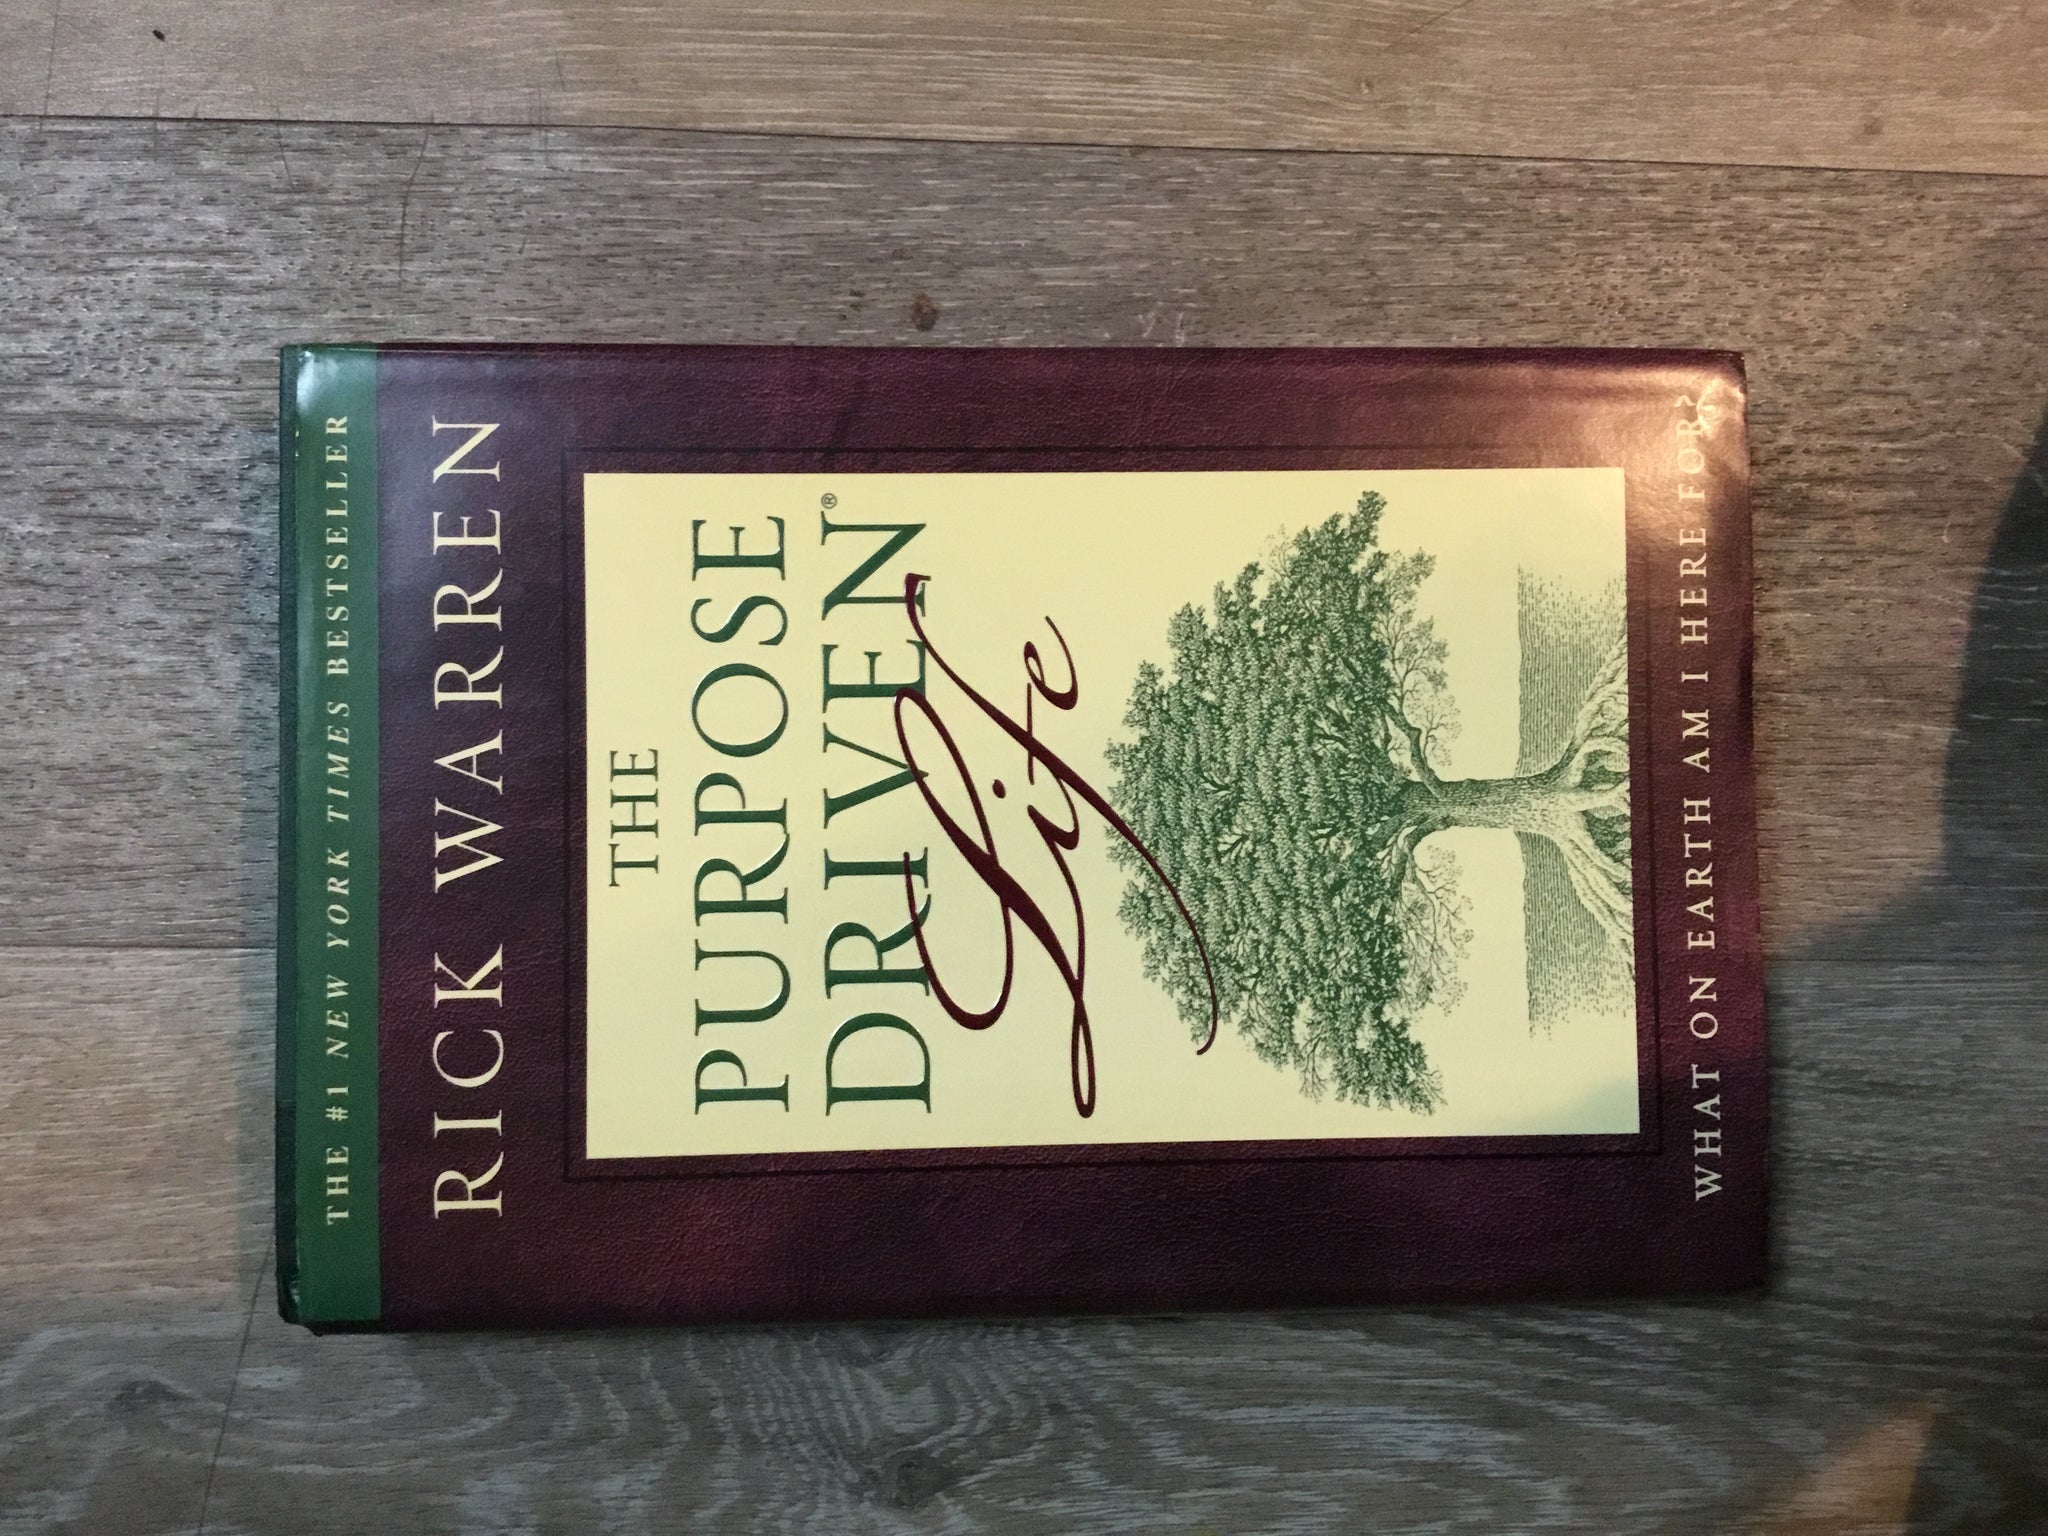 THE #1 NEW YORK TIMES BESTSELLER
RICK WARREN
THE
PURPOSE
DRIVEN®
Life
WHAT ON EARTH AM I HERE FOR?